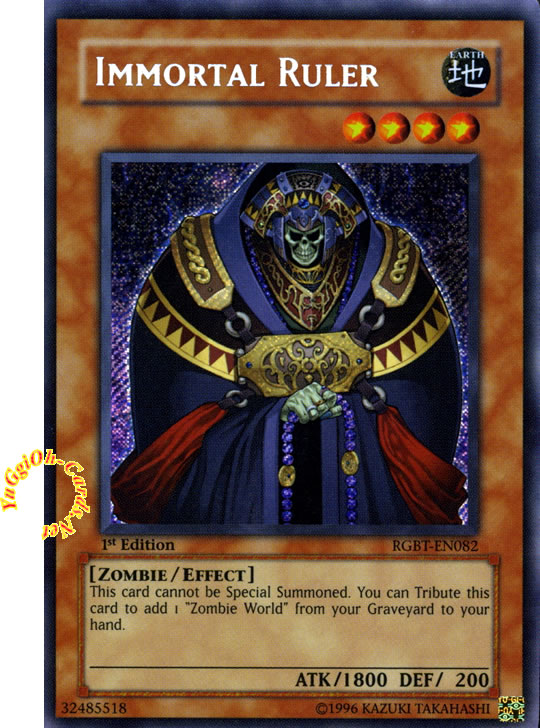 IMMORTAL RULER
EARTH
地
1st Edition
RGBT-EN082
[ZOMBIE/EFFECT]
This card cannot be Special Summoned. You can Tribute this
card to add 1 "Zombie World" from your Graveyard to your
hand.
ATK/1800 DEF/ 200
32485518
©1996 KAZUKI TAKAHASHI
YuGgiOh-Cards.Net